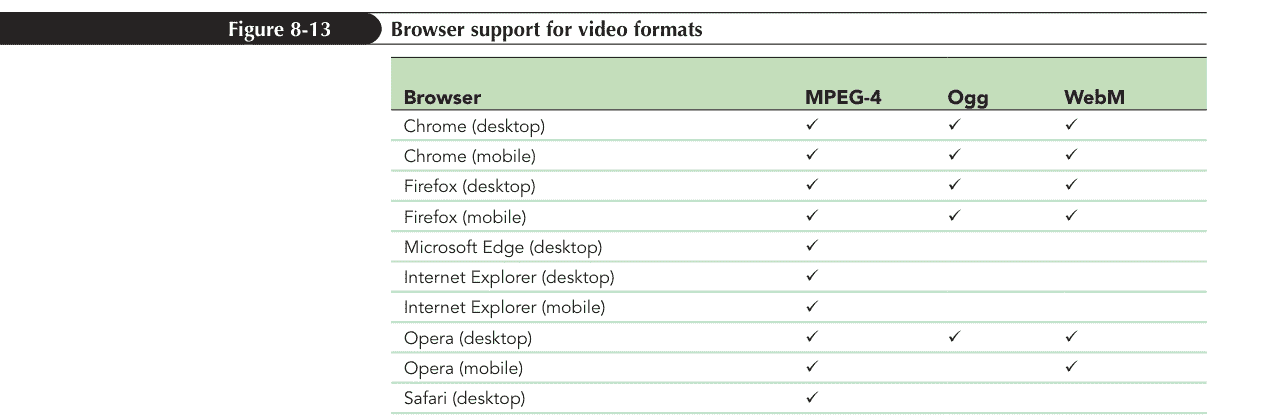 Figure 8-13 Browser support for video formats
Browser MPEG-4 Ogg WebM
Chrome (desktop) ✓ ✓ ✓
Chrome (mobile) ✓ ✓ ✓
Firefox (desktop) ✓ ✓ ✓
Firefox (mobile) ✓ ✓ ✓
Microsoft Edge (desktop) ✓
Internet Explorer (desktop) ✓
Internet Explorer (mobile) ✓
Opera (desktop) ✓ ✓ ✓
Opera (mobile) ✓ ✓
Safari (desktop) ✓